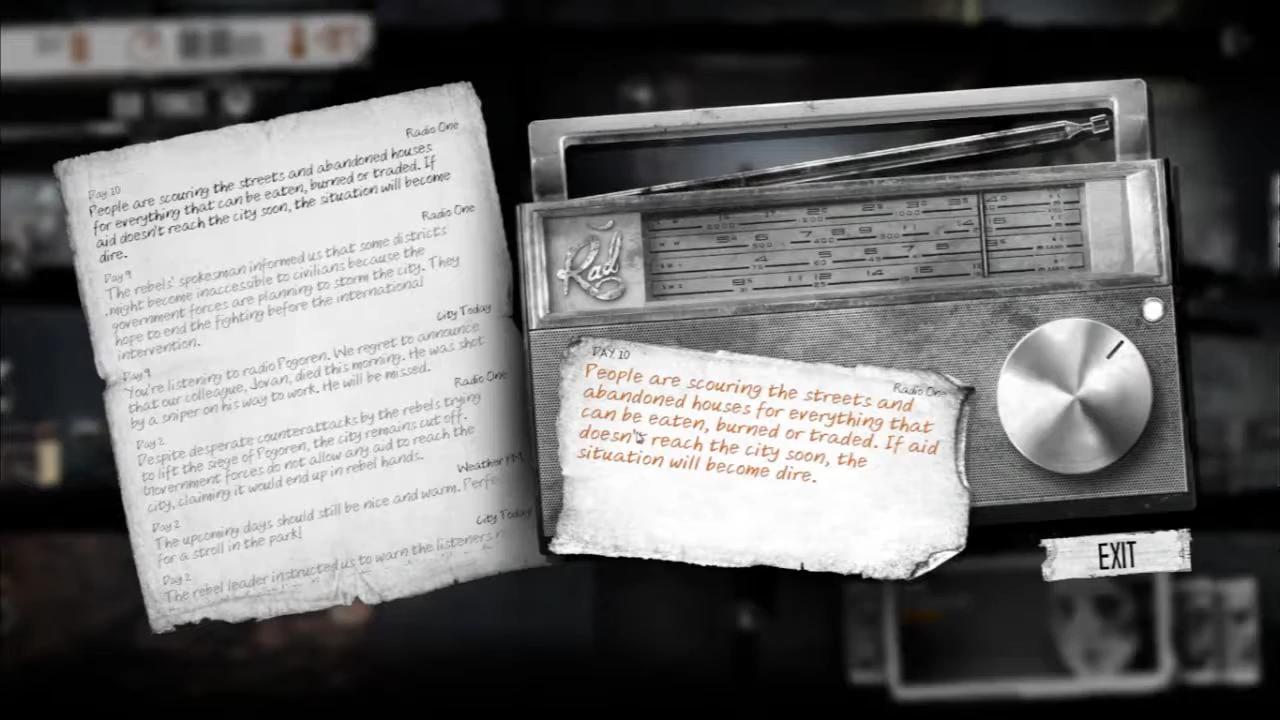 Radio One
Day 10
People are scouring the streets and abandoned houses
for everything that can be eaten, burned or traded. If
aid doesn't reach the city soon, the situation will become
dire.
Radio One
Day 9
The rebels' spokesman informed us that some districts
might become inaccessible to civilians because the
government forces are planning to storm the city. They
hope to end the fighting before the international
intervention.
City Today
Day 9
You're listening to radio Pogoren. We regret to announce
that our colleague, Jovan, died this morning. He was shot
by a sniper on his way to work. He will be missed.
Radio One
Day 2
Despite desperate counterattacks by the rebels trying
to lift the siege of Pogoren, the city remains cut off.
Government forces do not allow any aid to reach the
city, claiming it would end up in rebel hands.
Weather FM
Day 2
The upcoming days should still be nice and warm. Perfe
for a stroll in the park!
City Today
Day 2
The rebel leader instructed us to warn the listeners
Rad
DAY 10
Radio One
People are scouring the streets and
abandoned houses for everything that
can be eaten, burned or traded. If aid
doesn't reach the city soon, the
situation will become dire.
EXIT